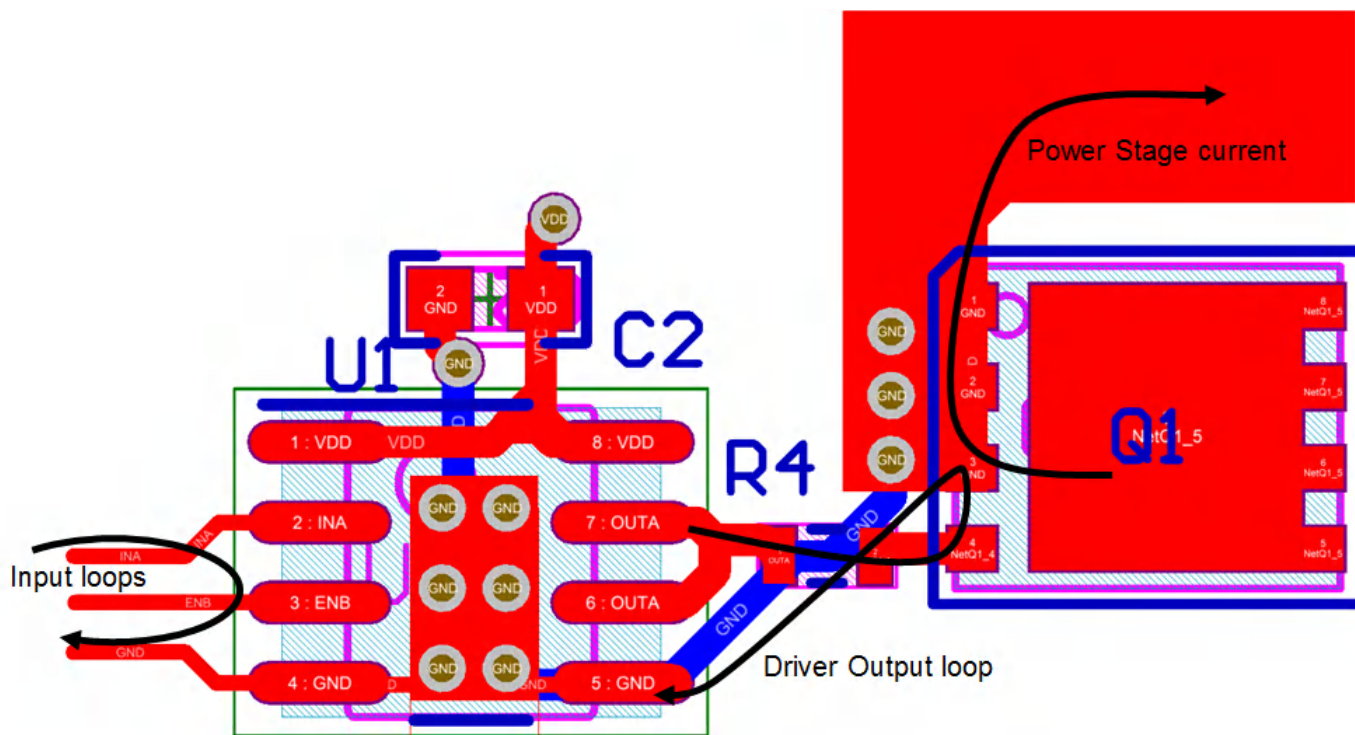 Power Stage current
VDD
2
GND
1
VDD
VDD
C2
U1
GND
1
GND
2
GND
8
NetQ1_5
7
NetQ1_5
NetQ1_5
Q1
1 : VDD
VDD
8 : VDD
R4
GND
6
NetQ1_5
2 : INA
GND
GND
7 : OUTA
GND
GND
GND
3
GND
INA
INA
Input loops
OUTA
4
NetQ1_4
5
NetQ1_5
ENB
3 : ENB
GND
GND
6 : OUTA
GND
GND
4 : GND
GND
GND
5 : GND
Driver Output loop